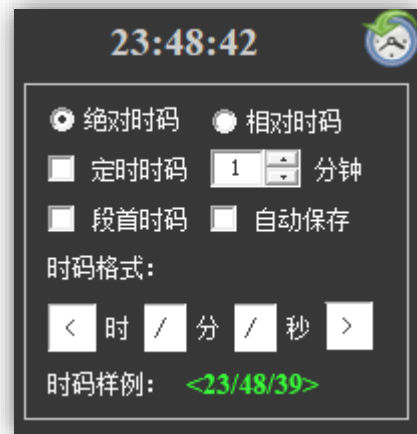 23:48:42
绝对时码 相对时码
定时时码 1 分钟
段首时码 自动保存
时码格式:
< 时 / 分 / 秒 >
时码样例: <23/48/39>